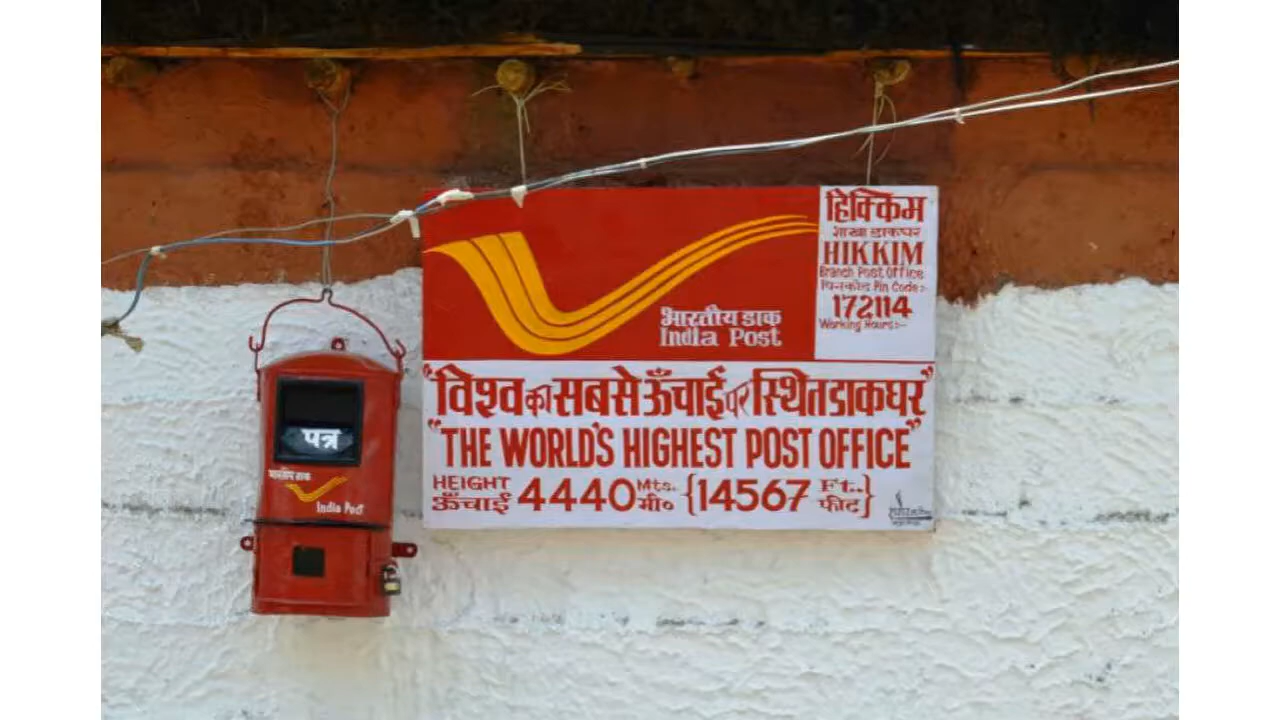 हिक्किम
शाखा डाकघर
HIKKIM
Branch Post Office
पिनकोड Pin Code:-
172114
Working Hours:-
भारतीय डाक
India Post
"विश्व का सबसे ऊँचाई पर स्थित डाकघर"
"THE WORLD'S HIGHEST POST OFFICE"
HEIGHT
ऊँचाई 4440 Mts. मी० {14567 Ft.. फीट}
पत्र
भारतीय डाक
India Post